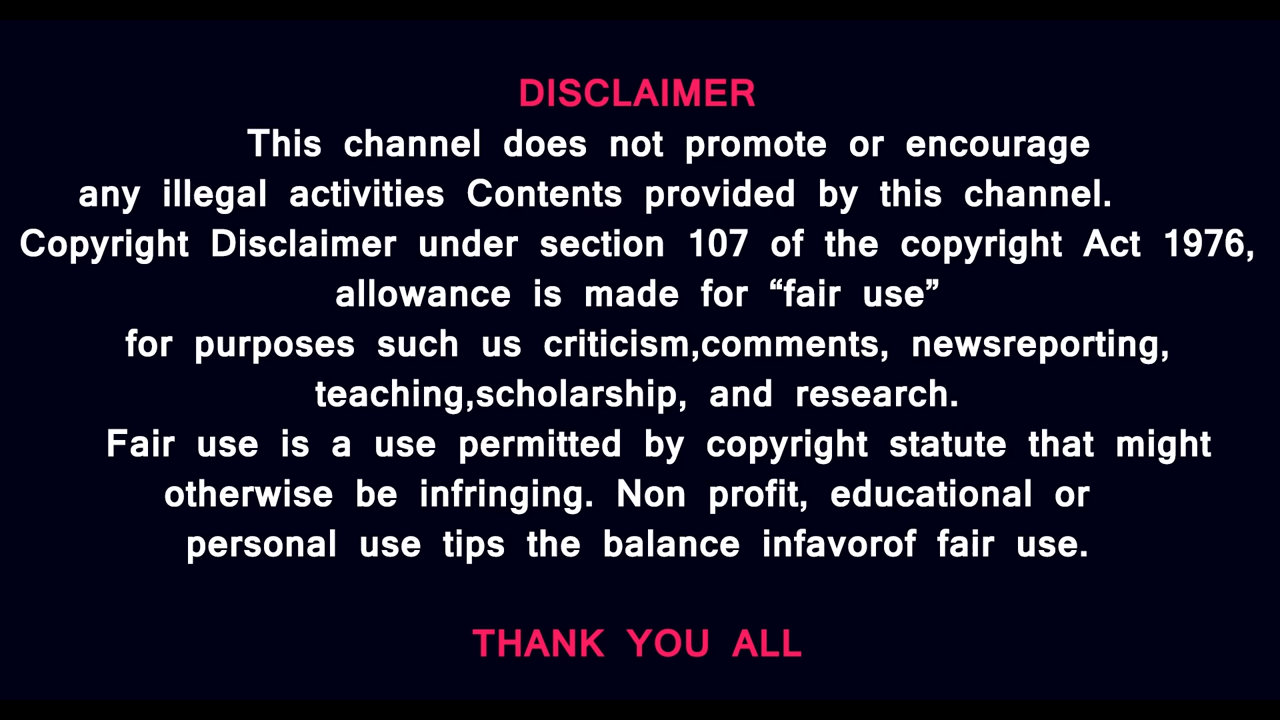 DISCLAIMER
This channel does not promote or encourage
any illegal activities Contents provided by this channel.
Copyright Disclaimer under section 107 of the copyright Act 1976,
allowance is made for “fair use”
for purposes such us criticism,comments, newsreporting,
teaching,scholarship, and research.
Fair use is a use permitted by copyright statute that might
otherwise be infringing. Non profit, educational or
personal use tips the balance infavorof fair use.
THANK YOU ALL